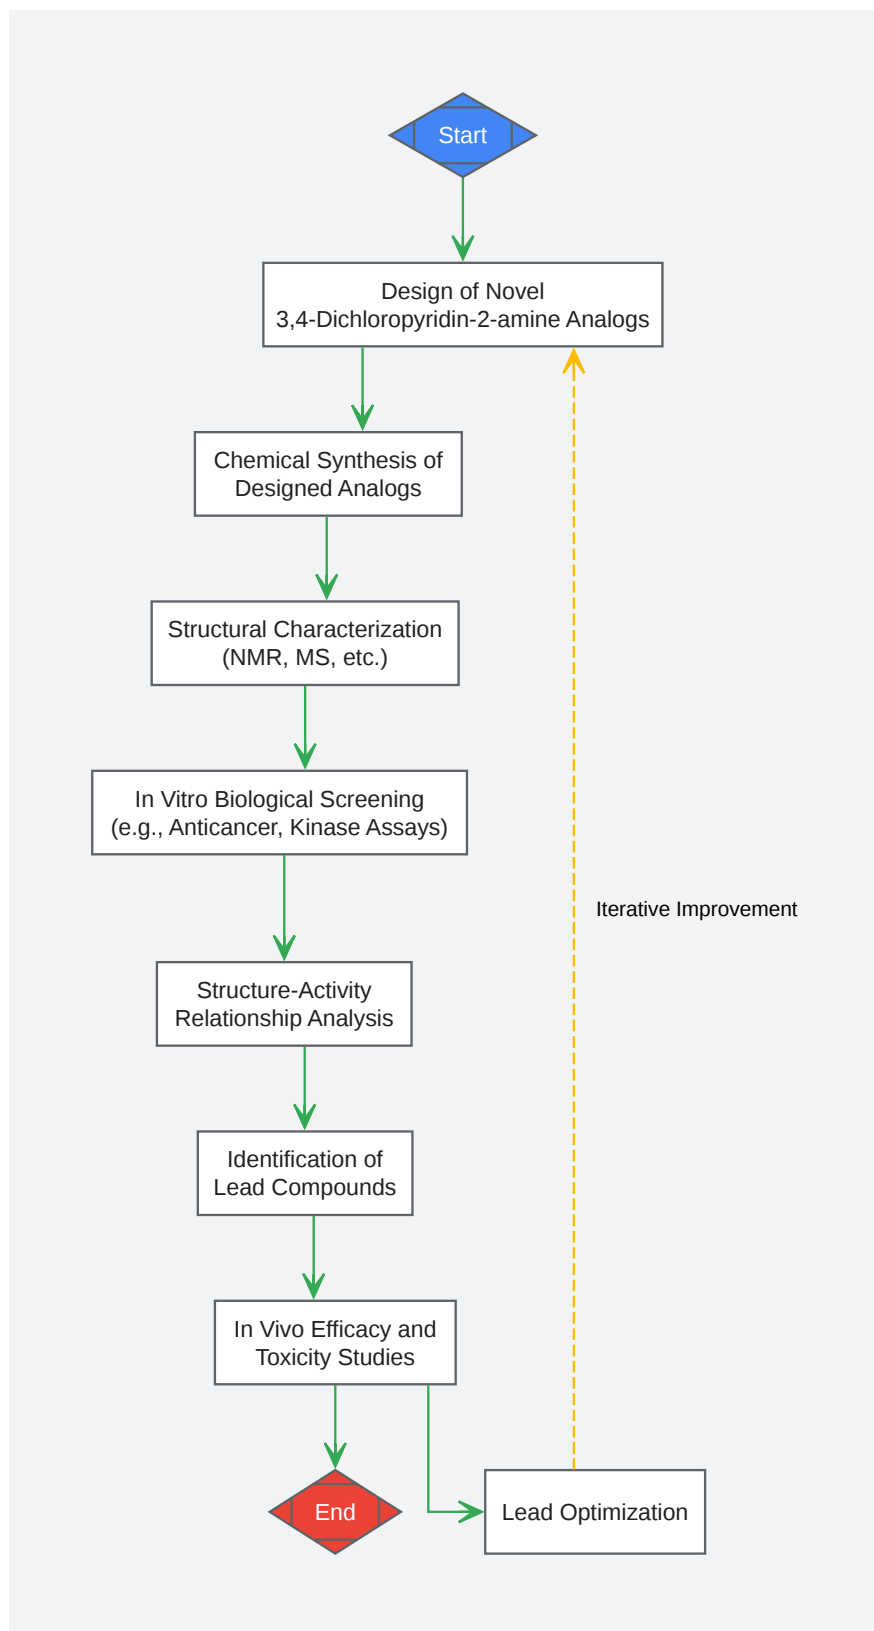 Start
Design of Novel
3,4-Dichloropyridin-2-amine Analogs
Chemical Synthesis of
Designed Analogs
Structural Characterization
(NMR, MS, etc.)
In Vitro Biological Screening
(e.g., Anticancer, Kinase Assays)
Iterative Improvement
Structure-Activity
Relationship Analysis
Identification of
Lead Compounds
In Vivo Efficacy and
Toxicity Studies
End
Lead Optimization